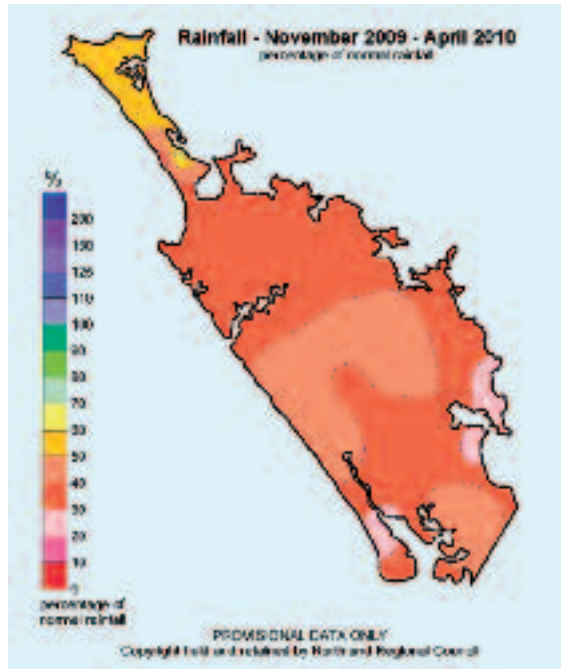 Rainfall - November 2009 - April 2010
percentage of normal rainfall
%
200
150
125
110
100
90
80
70
60
50
40
30
20
10
0
percentage of
normal rainfall
PROVISIONAL DATA ONLY
Copyright held and retained by Northland Regional Council